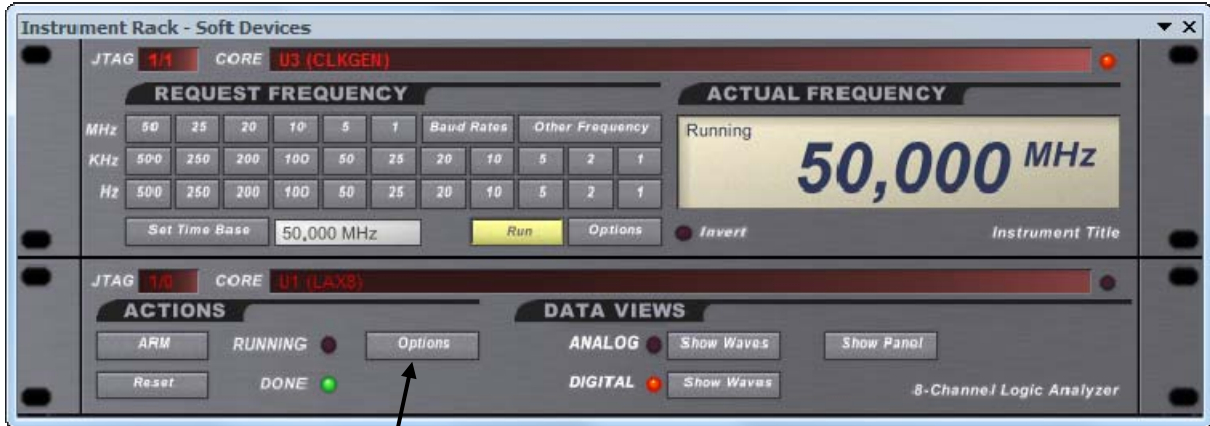 Instrument Rack - Soft Devices
JTAG 1/1 CORE U3 (CLKGEN)
REQUEST FREQUENCY
MHz 50 25 20 10 5 1 Baud Rates Other Frequency
KHz 500 250 200 100 50 25 20 10 5 2 1
Hz 500 250 200 100 50 25 20 10 5 2 1
Set Time Base 50,000 MHz Run Options
ACTUAL FREQUENCY
Running
50,000 MHz
Invert Instrument Title
JTAG 1/0 CORE U1 (LAX8)
ACTIONS
ARM RUNNING Options
Reset DONE
DATA VIEWS
ANALOG Show Waves Show Panel
DIGITAL Show Waves
8-Channel Logic Analyzer